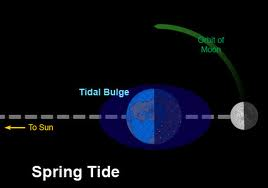 Orbit of
Moon
Tidal Bulge
To Sun
Spring Tide